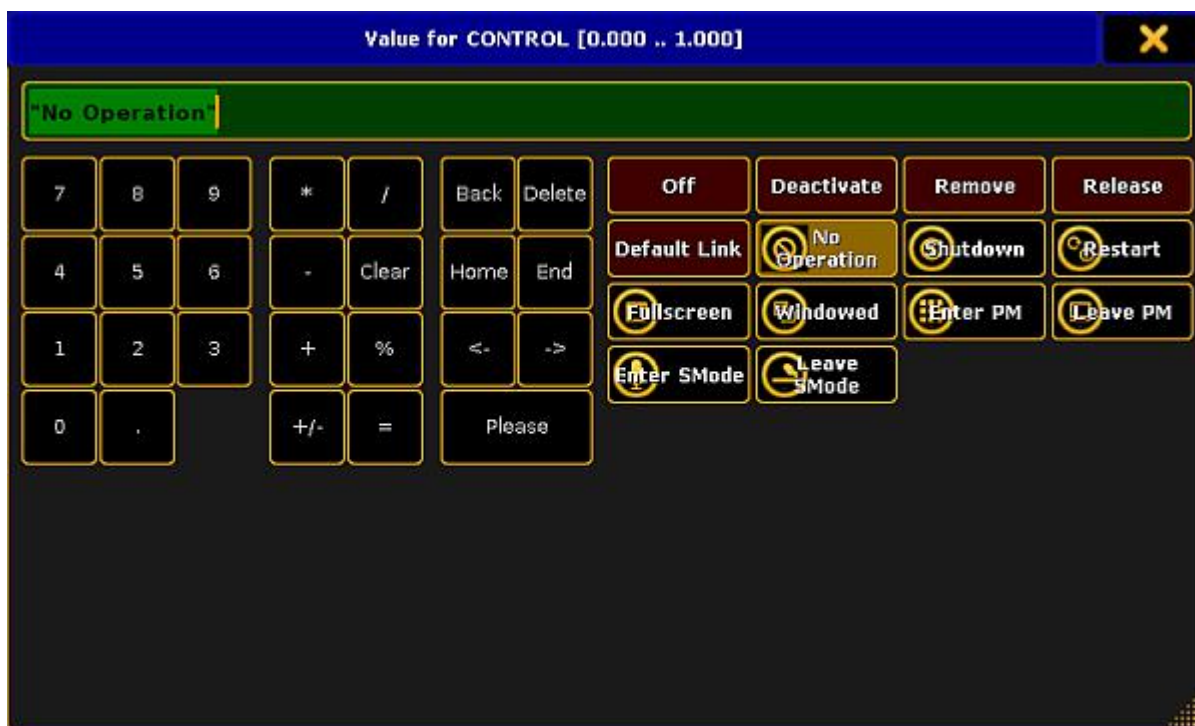 Value for CONTROL [0.000 .. 1.000]
"No Operation"
7 8 9 * / Back Delete
4 5 6 - Clear Home End
1 2 3 + % <- ->
0 . +/- = Please
Off Deactivate Remove Release
Default Link No Operation Shutdown Restart
Fullscreen Windowed Enter PM Leave PM
Enter SMode Leave SMode